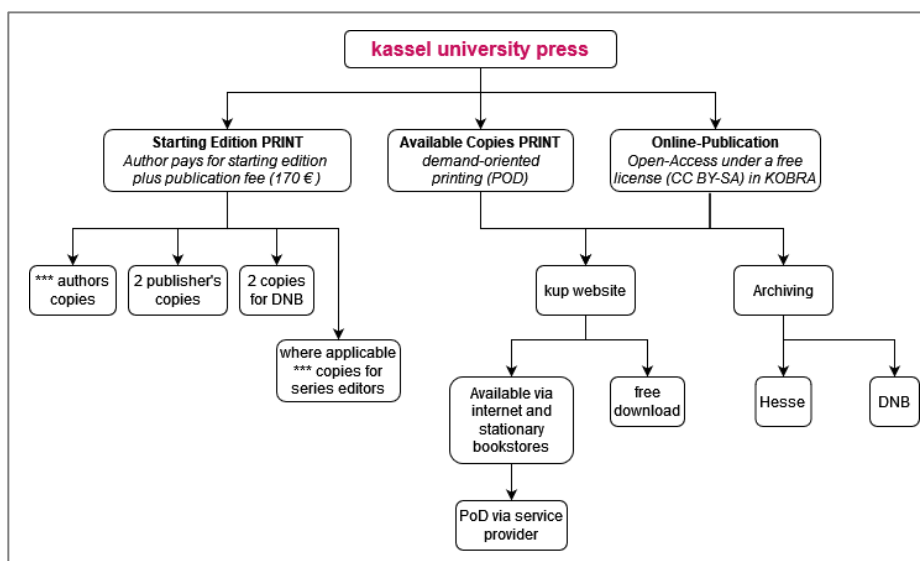 kassel university press
Starting Edition PRINT
Author pays for starting edition
plus publication fee (170 € )
Available Copies PRINT
demand-oriented
printing (POD)
Online-Publication
Open-Access under a free
license (CC BY-SA) in KOBRA
*** authors
copies
2 publisher's
copies
2 copies
for DNB
where applicable
*** copies for
series editors
kup website
Archiving
Available via
internet and
stationary
bookstores
free
download
Hesse
DNB
PoD via service
provider